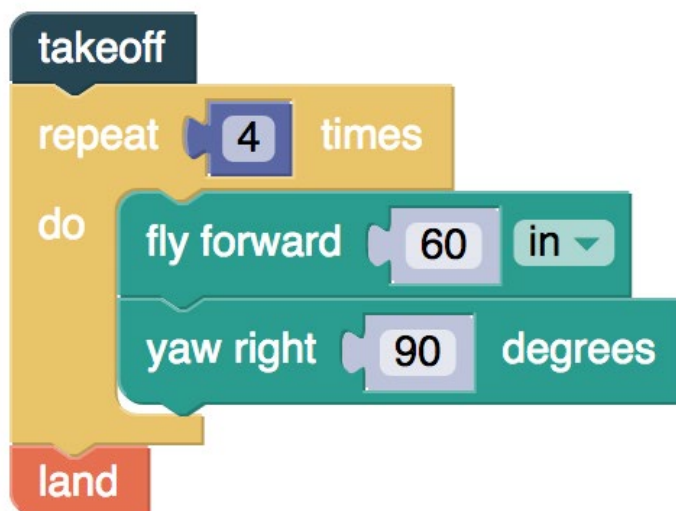 takeoff
repeat 4 times
do
fly forward 60 in
yaw right 90 degrees
land